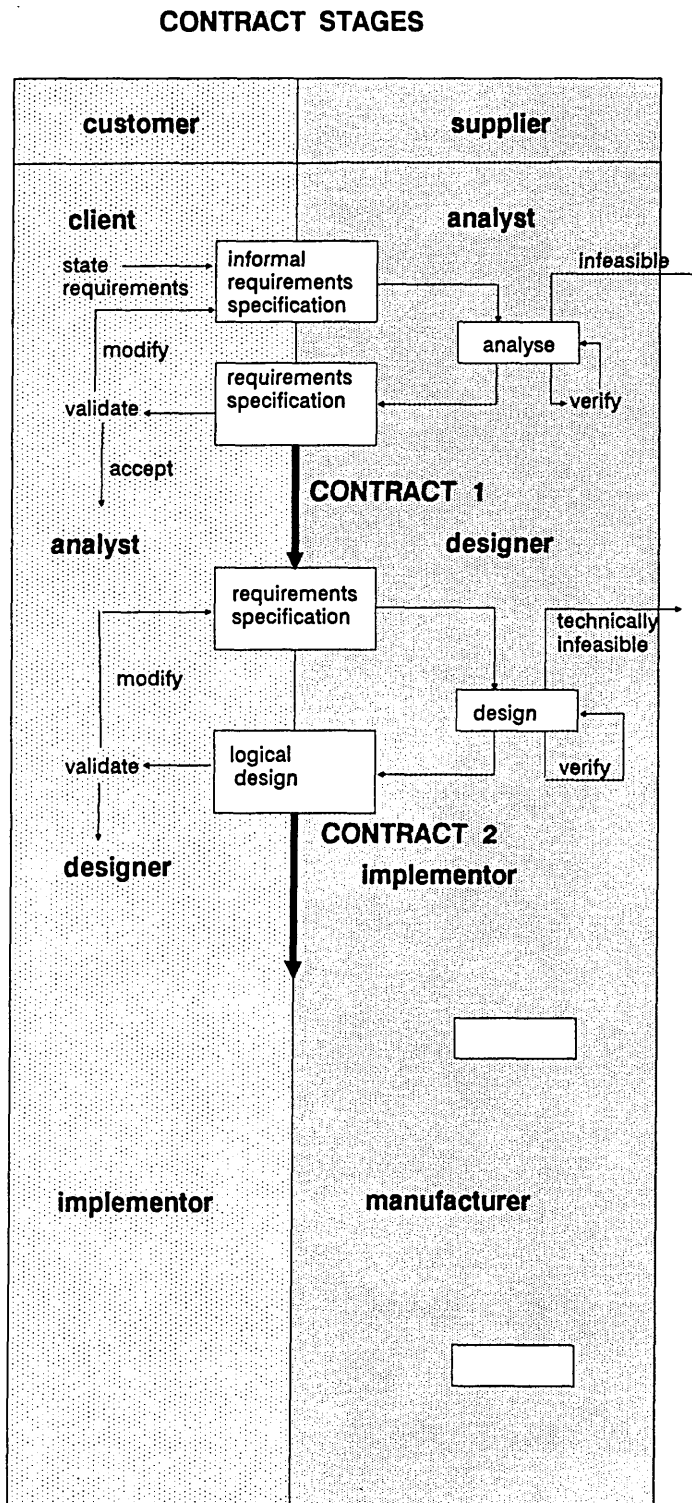 CONTRACT STAGES
customer
supplier
client
analyst
state
requirements
informal
requirements
specification
infeasible
modify
analyse
requirements
specification
validate
verify
accept
CONTRACT 1
analyst
designer
requirements
specification
technically
infeasible
modify
design
logical
design
validate
verify
CONTRACT 2
designer
implementor
implementor
manufacturer